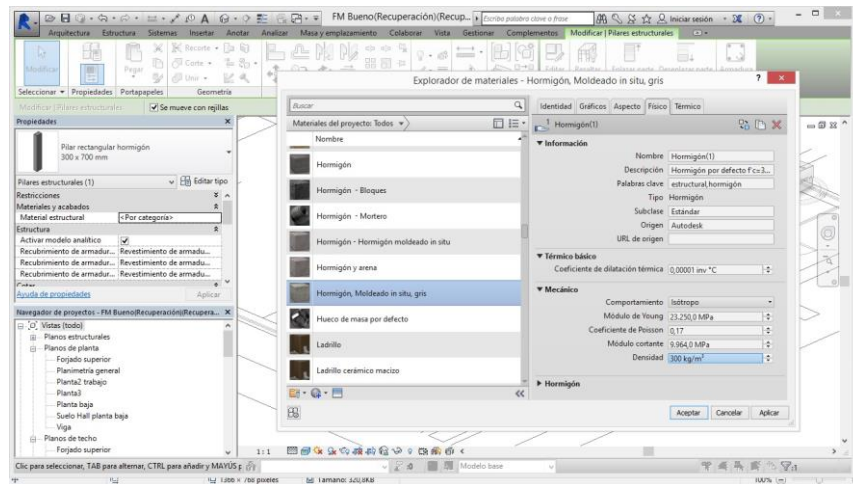 FM Bueno(Recuperación)(Recup...
Escriba palabra clave o frase
Iniciar sesión
Arquitectura Estructura Sistemas Insertar Anotar Analizar Masa y emplazamiento Colaborar Vista Gestionar Complementos Modificar | Pilares estructurales
Modificar
Pegar
Recorte
Cortar
Unir
Seleccionar Propiedades Portapapeles Geometría
Modificar | Pilares estructurales
Se mueve con rejillas
Propiedades
Pilar rectangular hormigón
300 x 700 mm
Pilares estructurales (1)
Editar tipo
Restricciones
Materiales y acabados
Material estructural <Por categoría>
Estructura
Activar modelo analítico
Recubrimiento de armadur... Revestimiento de armadu...
Recubrimiento de armadur... Revestimiento de armadu...
Recubrimiento de armadur... Revestimiento de armadu...
Cotas
Ayuda de propiedades
Aplicar
Navegador de proyectos - FM Bueno(Recuperación)(Recupera...
Vistas (todo)
Planos estructurales
Planos de planta
Forjado superior
Planimetría general
Planta2 trabajo
Planta3
Planta baja
Suelo Hall planta baja
Viga
Planos de techo
Forjado superior
Explorador de materiales - Hormigón, Moldeado in situ, gris
Buscar
Materiales del proyecto: Todos
Nombre
Hormigón
Hormigón - Bloques
Hormigón - Mortero
Hormigón - Hormigón moldeado in situ
Hormigón y arena
Hormigón, Moldeado in situ, gris
Hueco de masa por defecto
Ladrillo
Ladrillo cerámico macizo
Identidad Gráficos Aspecto Físico Térmico
Hormigón(1)
Información
Nombre Hormigón(1)
Descripción Hormigón por defecto f'c=3...
Palabras clave estructural,hormigón
Tipo Hormigón
Subclase Estándar
Origen Autodesk
URL de origen
Térmico básico
Coeficiente de dilatación térmica 0,00001 inv °C
Mecánico
Comportamiento Isótropo
Módulo de Young 23.250,0 MPa
Coeficiente de Poisson 0,17
Módulo cortante 9.964,0 MPa
Densidad 300 kg/m³
Hormigón
Aceptar Cancelar Aplicar
1:1
Clic para seleccionar, TAB para alternar, CTRL para añadir y MAYÚS
:0
Modelo base
1366 × 768 píxeles
Tamaño: 320,8KB
100%